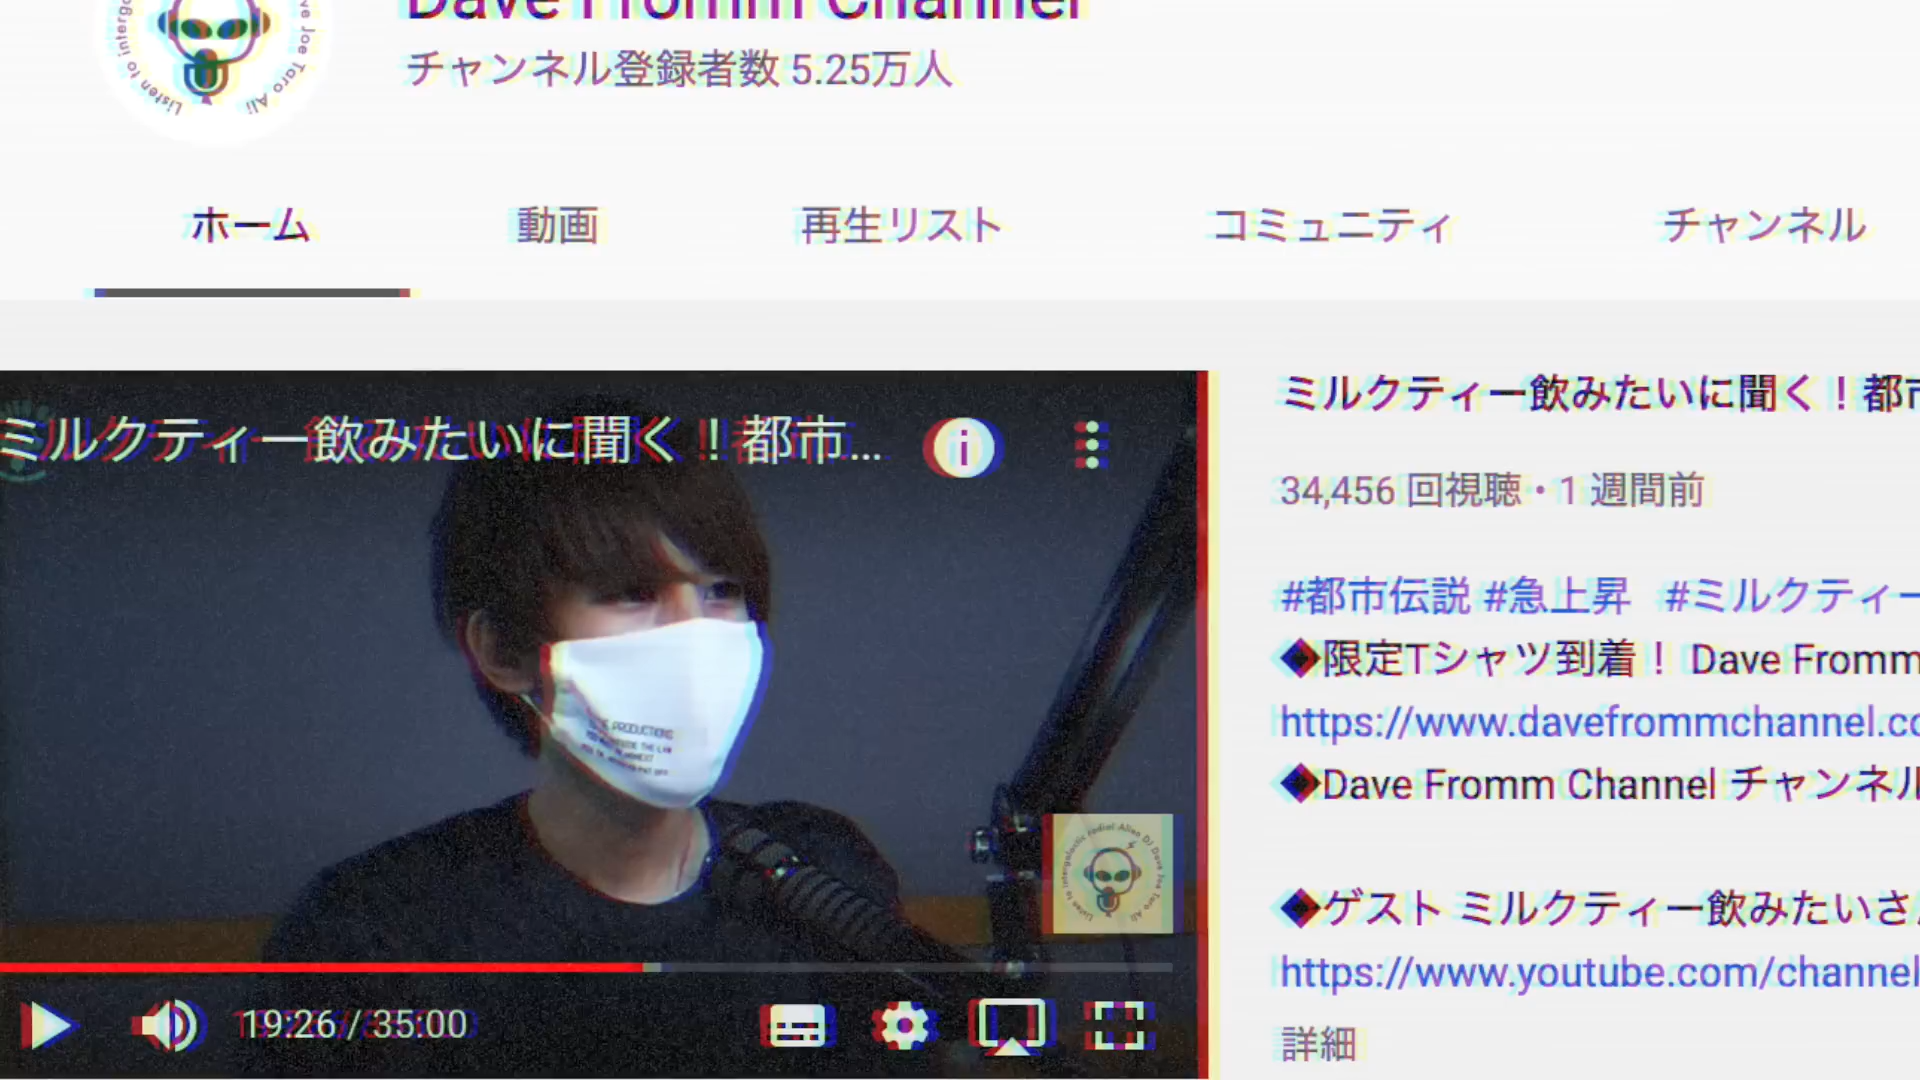 Dave Fromm Channel
チャンネル登録者数 5.25万人
ホーム 動画 再生リスト コミュニティ チャンネル
ミルクティー飲みたいに聞く！都市...
19:26 / 35:00
ミルクティー飲みたいに聞く！都市
34,456 回視聴・1 週間前
#都市伝説 #急上昇 #ミルクティー
◆限定Tシャツ到着！ Dave Fromm
https://www.davefrommchannel.co
◆Dave Fromm Channel チャンネル
◆ゲスト ミルクティー飲みたいさ
https://www.youtube.com/channel
詳細